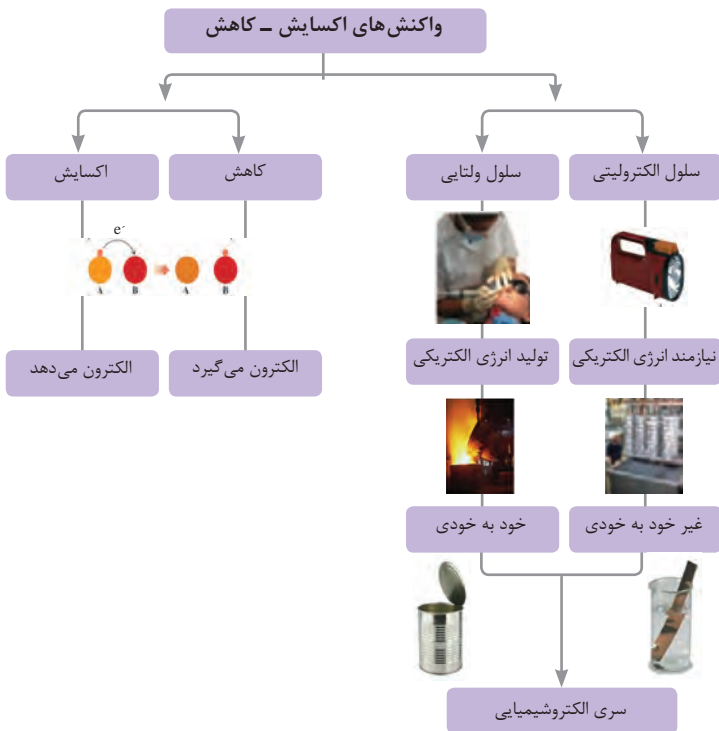 واکنش‌های اکسایش ـ کاهش
سلول الکترولیتی
سلول ولتایی
کاهش
اکسایش
e-
A B A B
نیازمند انرژی الکتریکی
تولید انرژی الکتریکی
الکترون می‌گیرد
الکترون می‌دهد
غیر خود به خودی
خود به خودی
سری الکتروشیمیایی